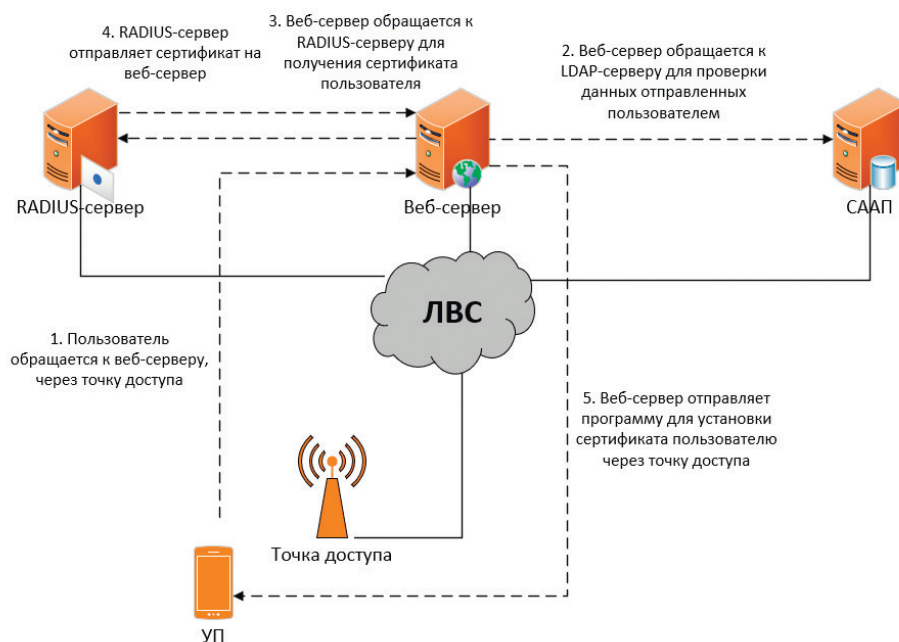 4. RADIUS-сервер
отправляет сертификат на
веб-сервер
3. Веб-сервер обращается к
RADIUS-серверу для
получения сертификата
пользователя
2. Веб-сервер обращается к
LDAP-серверу для проверки
данных отправленных
пользователем
RADIUS-сервер
Веб-сервер
СААП
ЛВС
1. Пользователь
обращается к веб-серверу,
через точку доступа
5. Веб-сервер отправляет
программу для установки
сертификата пользователю
через точку доступа
Точка доступа
УП